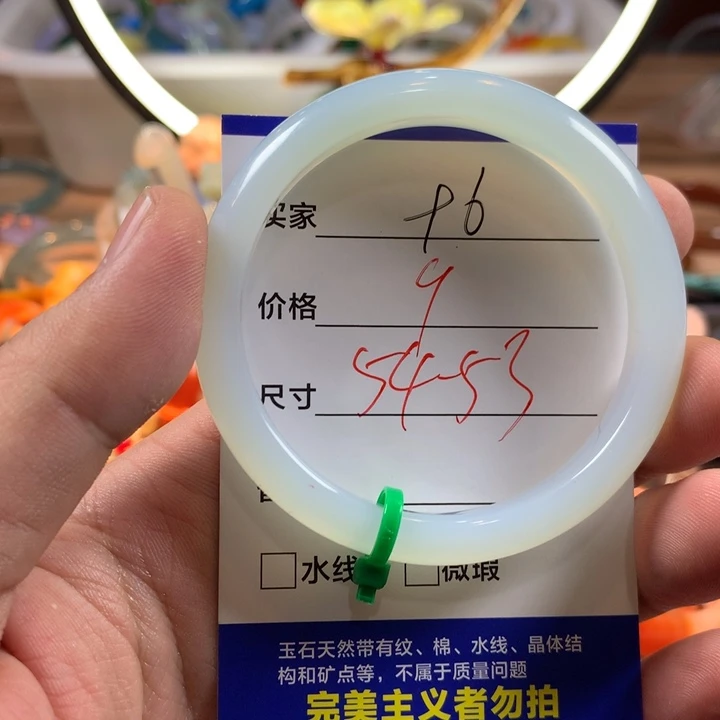 买家 P6
价格 9
尺寸 54-53
水线 微瑕
玉石天然带有纹、棉、水线、晶体结
构和矿点等，不属于质量问题
完美主义者勿拍